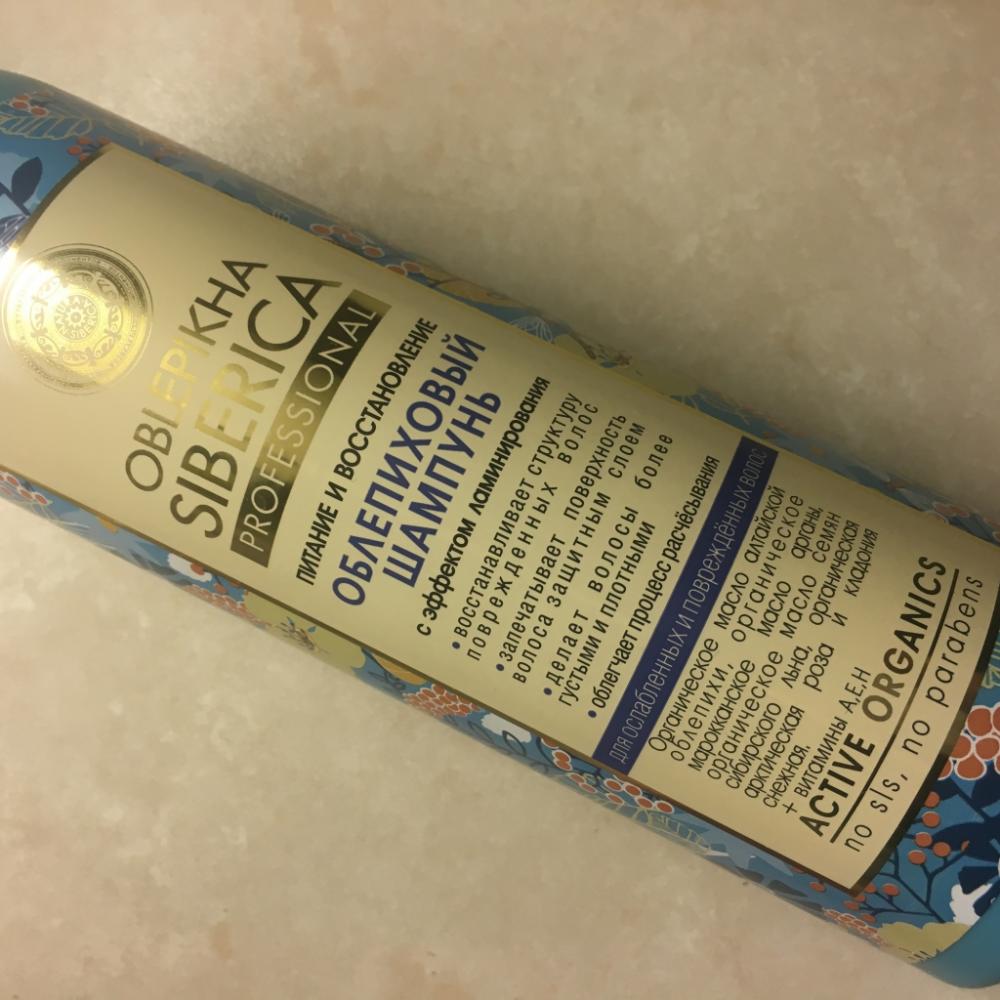 OBLEPIKHA
SIBERICA
PROFESSIONAL
ПИТАНИЕ И ВОССТАНОВЛЕНИЕ
ОБЛЕПИХОВЫЙ
ШАМПУНЬ
с эффектом ламинирования
• восстанавливает структуру
поврежденных волос
• запечатывает поверхность
волоса защитным слоем
• делает волосы более
густыми и плотными
• облегчает процесс расчёсывания
для ослабленных и повреждённых волос
Органическое масло алтайской
облепихи, органическое
марокканское масло арганы,
органическое масло семян
сибирского льна, органическая
арктическая роза и кладония
снежная.
+ витамины A,E,H
ACTIVE ORGANICS
no sls, no parabens